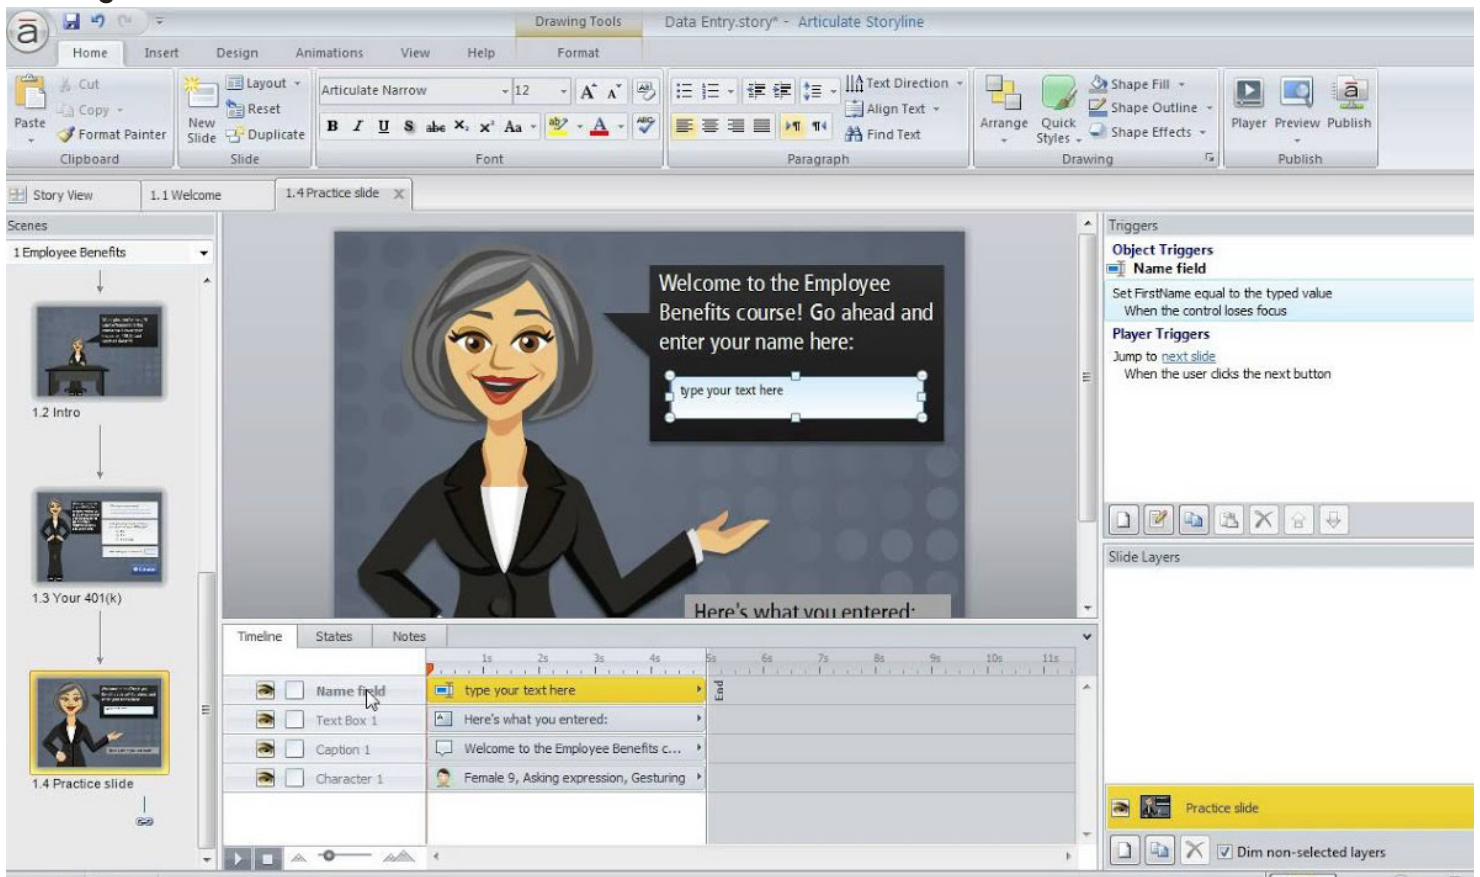 Drawing Tools
Data Entry.story* - Articulate Storyline
Home
Insert
Design
Animations
View
Help
Format
Paste
Cut
Copy
Format Painter
Clipboard
New
Slide
Layout
Reset
Duplicate
Slide
Articulate Narrow
12
B I U S abc X₂ x² Aa
Font
Text Direction
Align Text
Find Text
Paragraph
Arrange
Quick
Styles
Shape Fill
Shape Outline
Shape Effects
Drawing
Player
Preview
Publish
Publish
Story View
1.1 Welcome
1.4 Practice slide
Scenes
1 Employee Benefits
1.2 Intro
1.3 Your 401(k)
1.4 Practice slide
Welcome to the Employee
Benefits course! Go ahead and
enter your name here:
type your text here
Here's what you entered:
Triggers
Object Triggers
Name field
Set FirstName equal to the typed value
When the control loses focus
Player Triggers
Jump to next slide
When the user clicks the next button
Slide Layers
Practice slide
Dim non-selected layers
Timeline
States
Notes
1s 2s 3s 4s 5s 6s 7s 8s 9s 10s 11s
End
Name field
type your text here
Text Box 1
Here's what you entered:
Caption 1
Welcome to the Employee Benefits c...
Character 1
Female 9, Asking expression, Gesturing